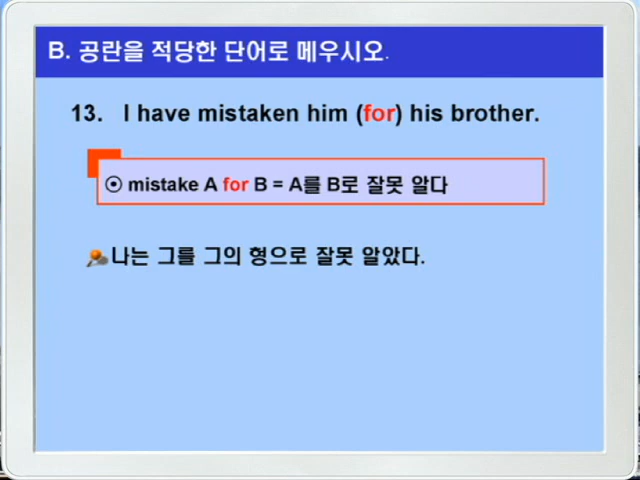 B. 공란을 적당한 단어로 메우시오.
13. I have mistaken him (for) his brother.
⊙ mistake A for B = A를 B로 잘못 알다
나는 그를 그의 형으로 잘못 알았다.